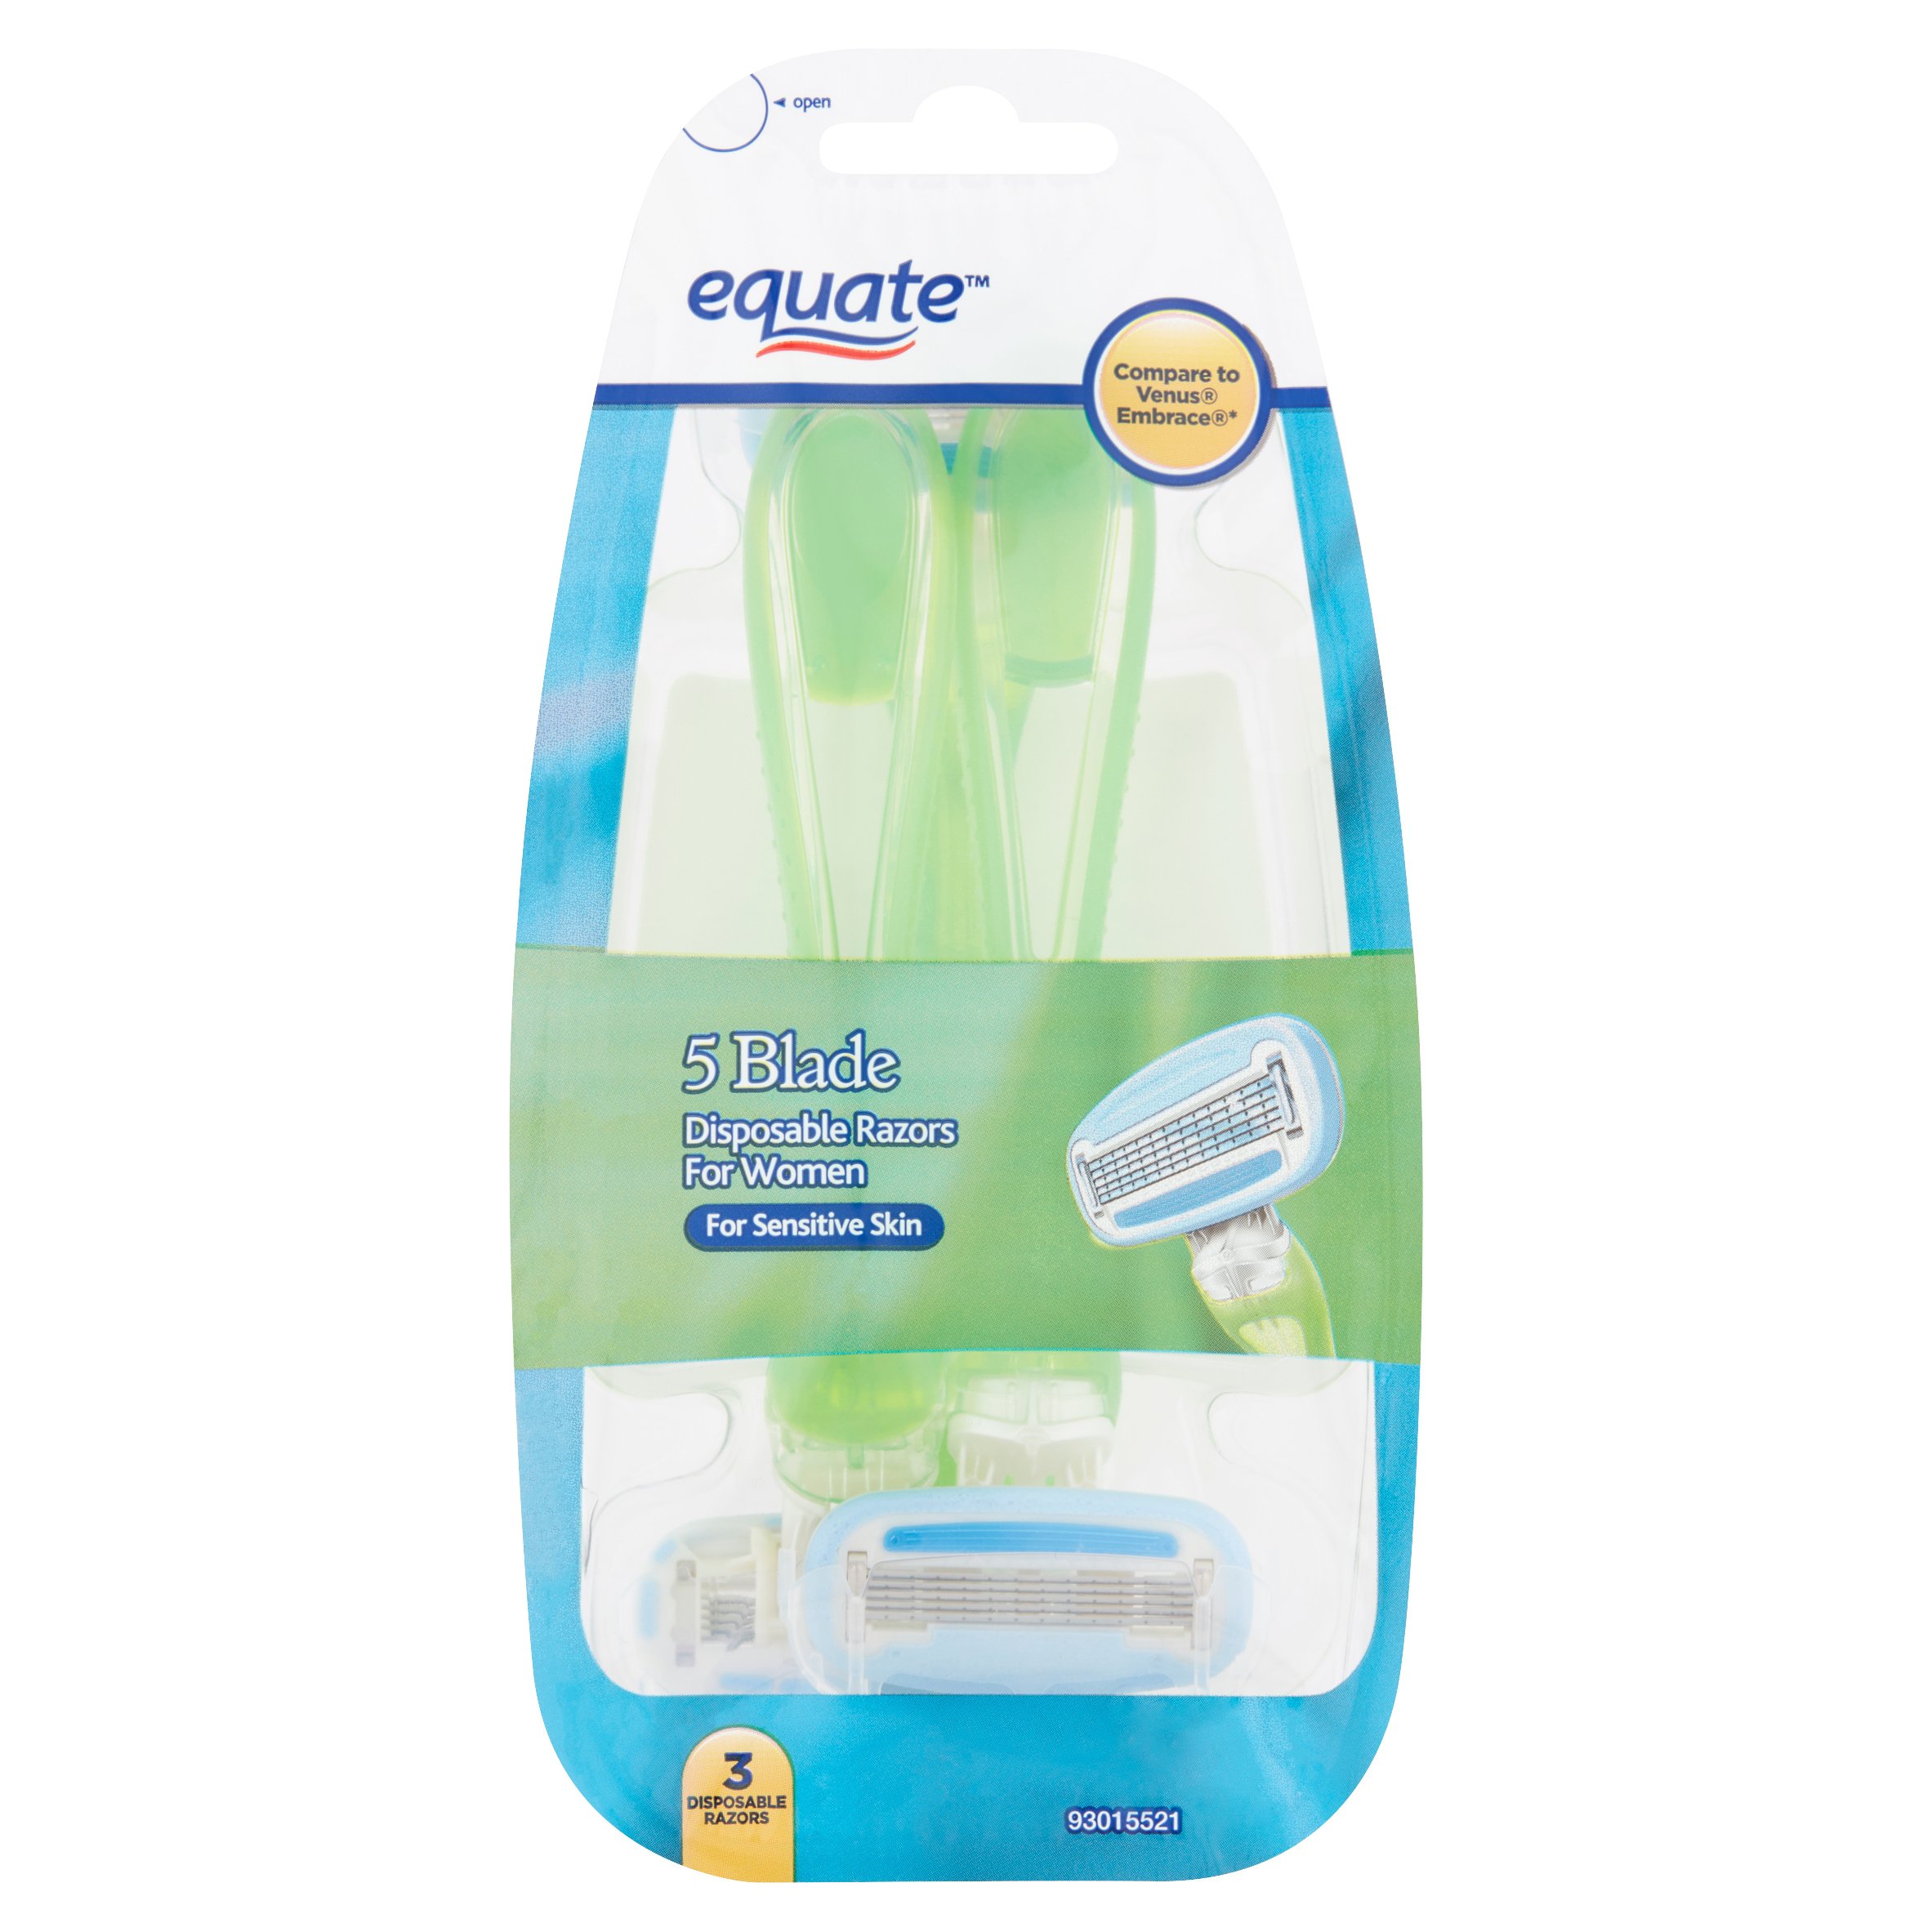 open
equate™
Compare to
Venus®
Embrace®*
5 Blade
Disposable Razors
For Women
For Sensitive Skin
3
DISPOSABLE
RAZORS
93015521